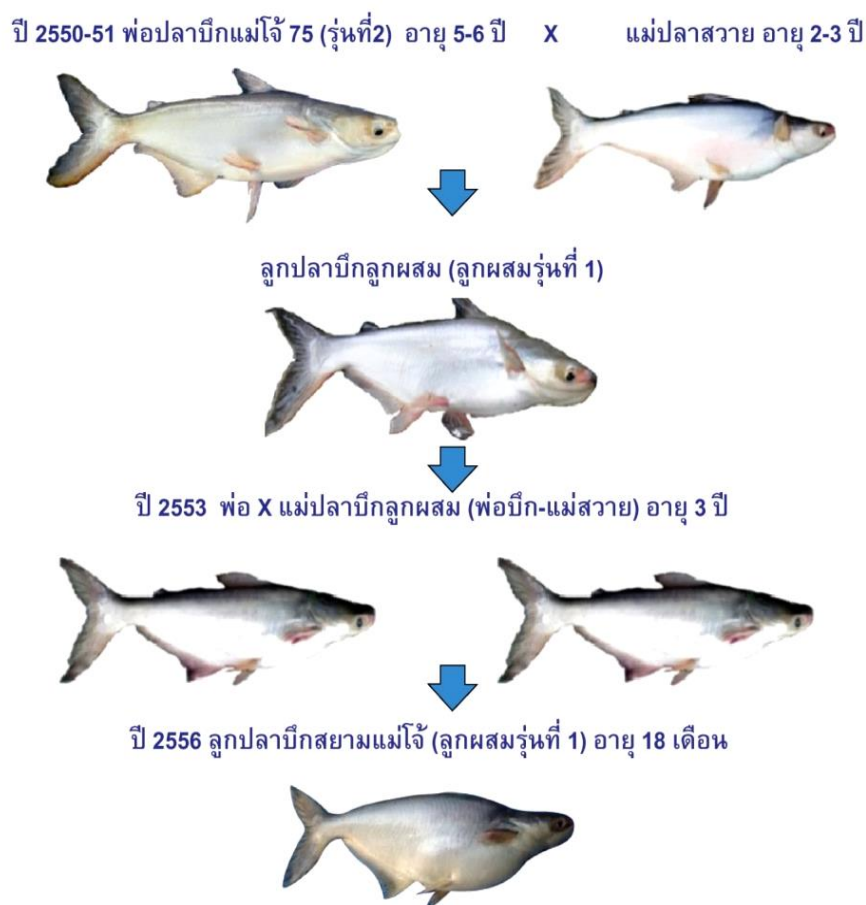 ปี 2550-51 พ่อปลาบึกแม่โจ้ 75 (รุ่นที่2) อายุ 5-6 ปี X แม่ปลาสวาย อายุ 2-3 ปี
ลูกปลาบึกลูกผสม (ลูกผสมรุ่นที่ 1)
ปี 2553 พ่อ X แม่ปลาบึกลูกผสม (พ่อบึก-แม่สวาย) อายุ 3 ปี
ปี 2556 ลูกปลาบึกสยามแม่โจ้ (ลูกผสมรุ่นที่ 1) อายุ 18 เดือน